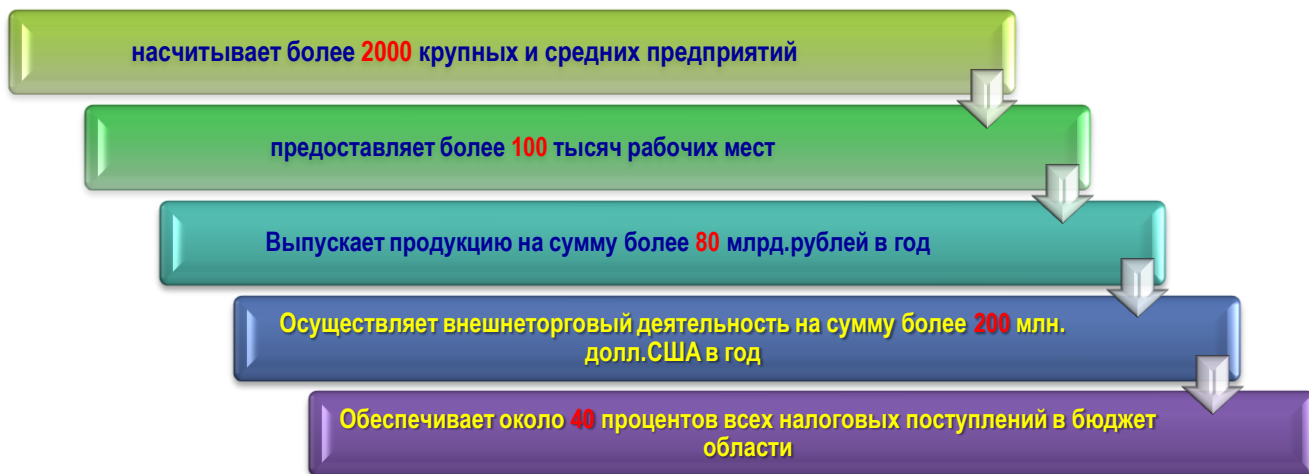 насчитывает более 2000 крупных и средних предприятий
предоставляет более 100 тысяч рабочих мест
Выпускает продукцию на сумму более 80 млрд.рублей в год
Осуществляет внешнеторговый деятельность на сумму более 200 млн.
долл.США в год
Обеспечивает около 40 процентов всех налоговых поступлений в бюджет
области